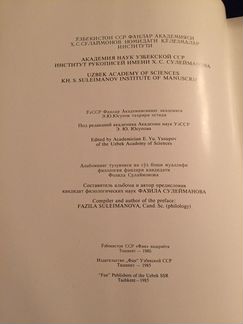 ЎЗБЕКИСТОН ССР ФАНЛАР АКАДЕМИЯСИ
Х.С.СУЛАЙМОНОВ НОМИДАГИ ҚЎЛЁЗМАЛАР
ИНСТИТУТИ
АКАДЕМИЯ НАУК УЗБЕКСКОЙ ССР
ИНСТИТУТ РУКОПИСЕЙ ИМЕНИ Х. С. СУЛЕЙМАНОВА
UZBEK ACADEMY OF SCIENCES
KH. S. SULEIMANOV INSTITUTE OF MANUSCRIPTS
ЎзССР Фанлар Академиясининг академиги
Э.Ю.Юсупов таҳрири остида
Под редакцией академика Академии наук УзССР
Э. Ю. Юсупова
Edited by Academician E. Yu. Yusupov
of the Uzbek Academy of Sciences
Альбомнинг тузувчиси ва сўз боши муаллифи
филология фанлари кандидати
Фозила Сулаймонова
Составитель альбома и автор предисловия
кандидат филологических наук ФАЗИЛА СУЛЕЙМАНОВА
Compiler and author of the preface:
FAZILA SULEIMANOVA, Cand. Sc. (philology)
Ўзбекистон ССР «Фан» нашриёти
Издательство „Фан" Узбекской ССР
Ташкент — 1985
"Fan" Publishers of the Uzbek SSR
Tashkent — 1985